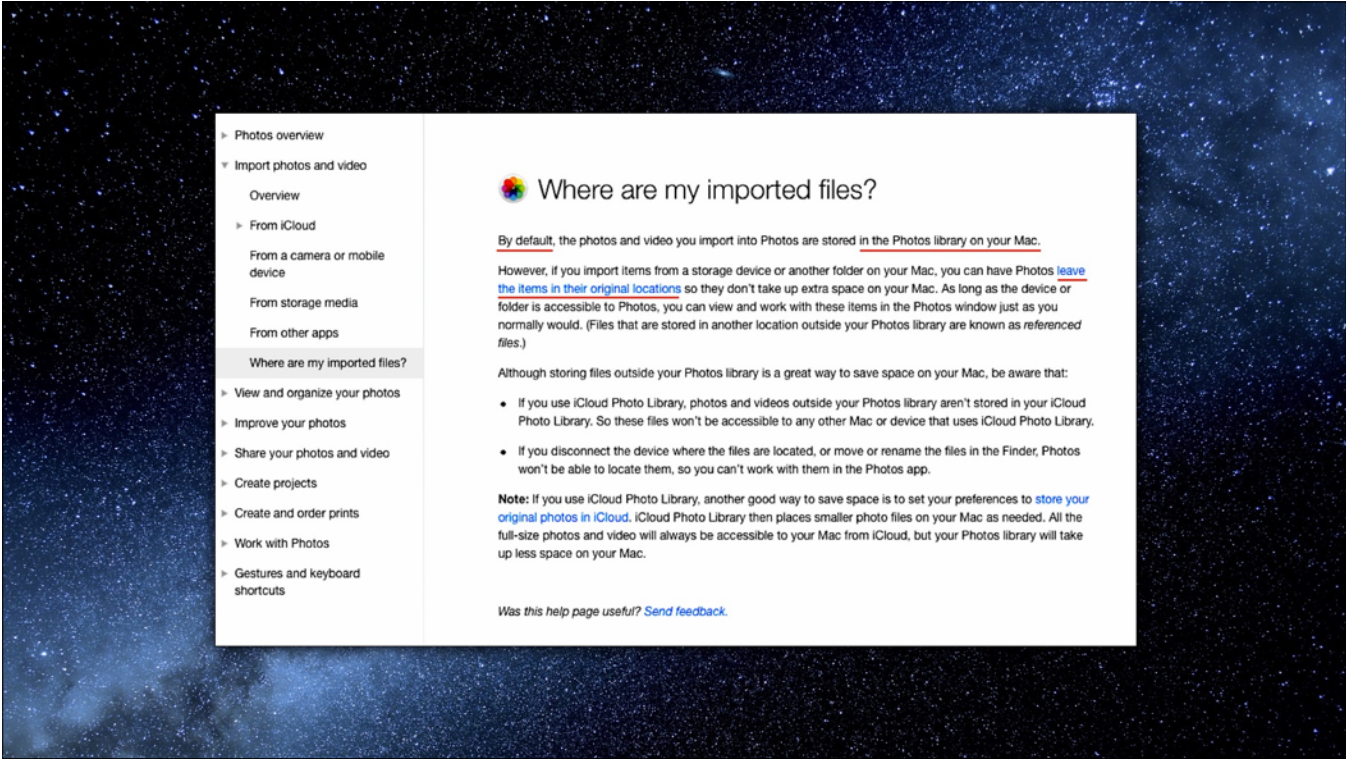 Photos overview
Import photos and video
Overview
From iCloud
From a camera or mobile
device
From storage media
From other apps
Where are my imported files?
View and organize your photos
Improve your photos
Share your photos and video
Create projects
Create and order prints
Work with Photos
Gestures and keyboard
shortcuts
Where are my imported files?
By default, the photos and video you import into Photos are stored in the Photos library on your Mac.
However, if you import items from a storage device or another folder on your Mac, you can have Photos leave
the items in their original locations so they don't take up extra space on your Mac. As long as the device or
folder is accessible to Photos, you can view and work with these items in the Photos window just as you
normally would. (Files that are stored in another location outside your Photos library are known as referenced
files.)
Although storing files outside your Photos library is a great way to save space on your Mac, be aware that:
• If you use iCloud Photo Library, photos and videos outside your Photos library aren't stored in your iCloud
Photo Library. So these files won't be accessible to any other Mac or device that uses iCloud Photo Library.
• If you disconnect the device where the files are located, or move or rename the files in the Finder, Photos
won't be able to locate them, so you can't work with them in the Photos app.
Note: If you use iCloud Photo Library, another good way to save space is to set your preferences to store your
original photos in iCloud. iCloud Photo Library then places smaller photo files on your Mac as needed. All the
full-size photos and video will always be accessible to your Mac from iCloud, but your Photos library will take
up less space on your Mac.
Was this help page useful? Send feedback.